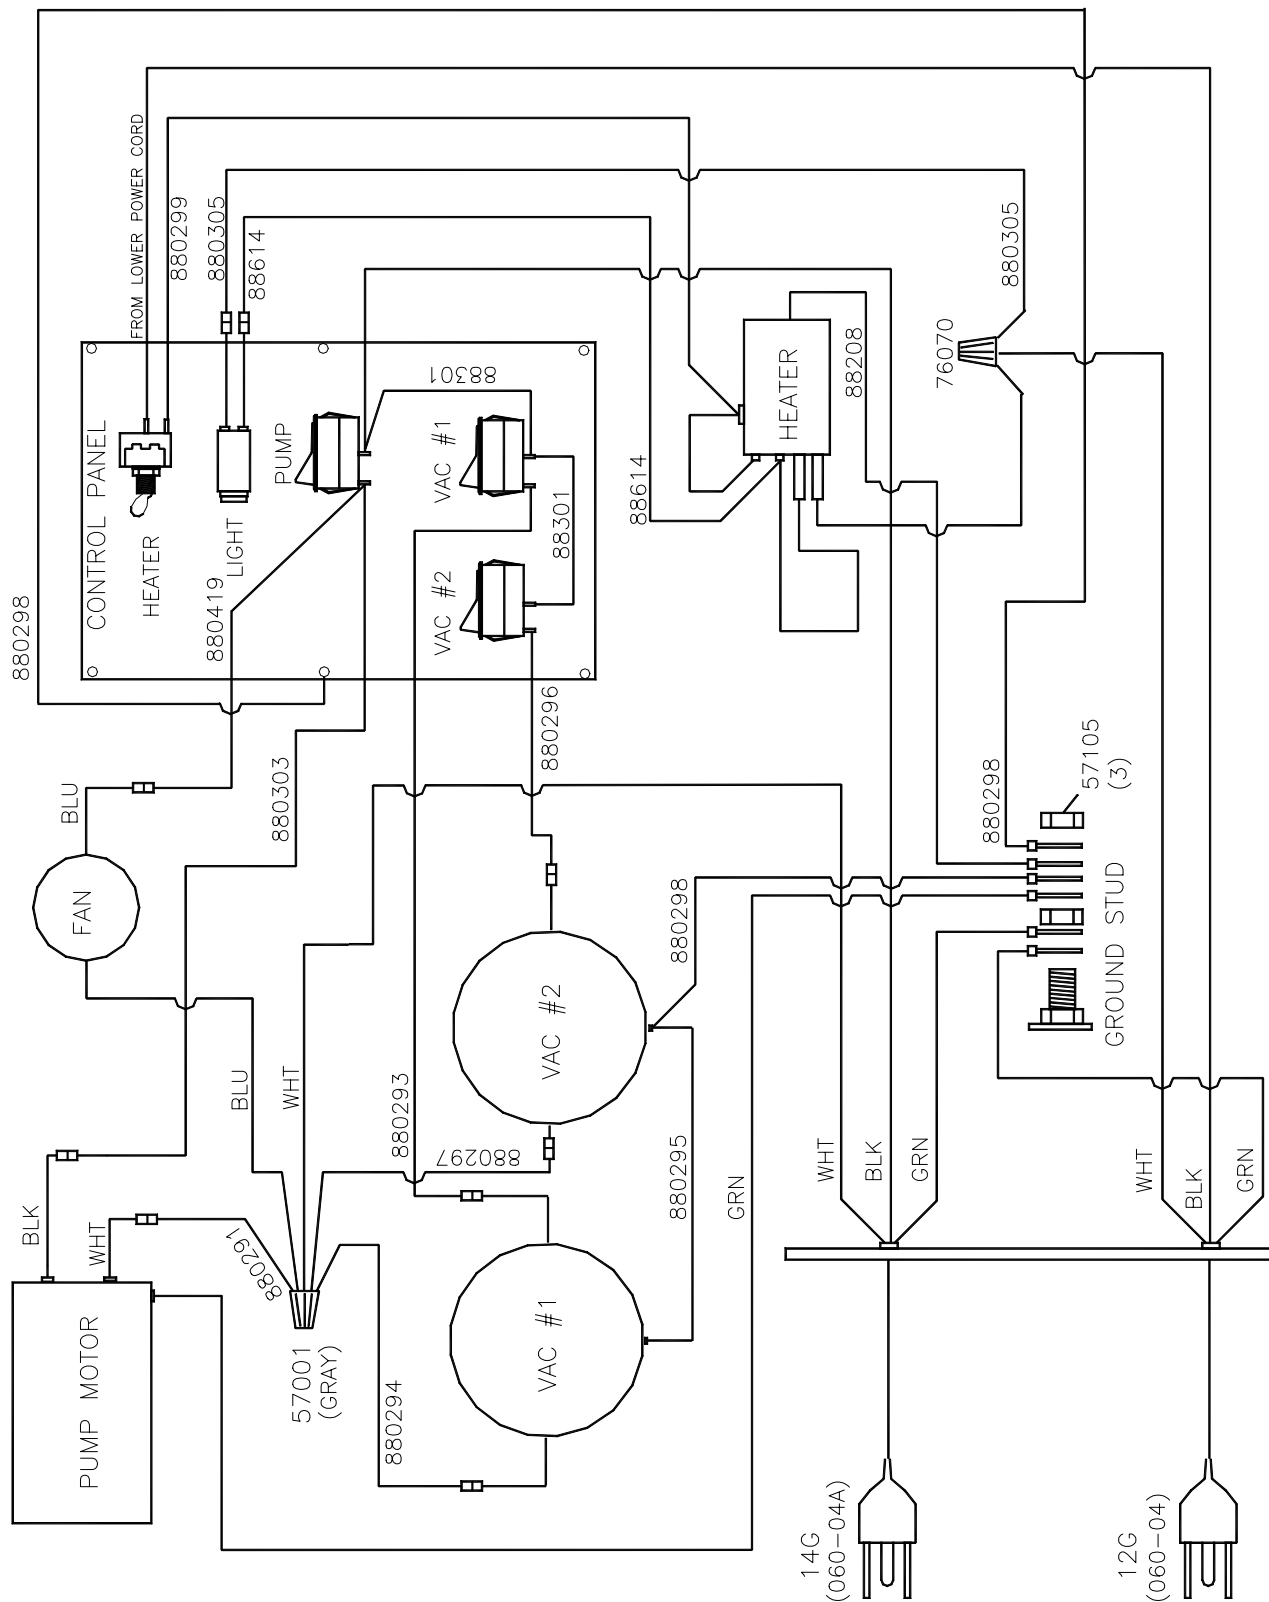 880298
FROM LOWER POWER CORD
880299
880305
88614
CONTROL PANEL
HEATER
LIGHT
PUMP
VAC #1
VAC #2
88301
88301
880419
880303
880296
BLU
FAN
BLU
WHT
880293
880297
BLK
WHT
880291
PUMP MOTOR
57001
(GRAY)
880294
VAC #2
VAC #1
880298
880295
GRN
HEATER
88208
88614
76070
880305
880298
57105
(3)
GROUND STUD
WHT
BLK
GRN
WHT
BLK
GRN
14G
(060-04A)
12G
(060-04)